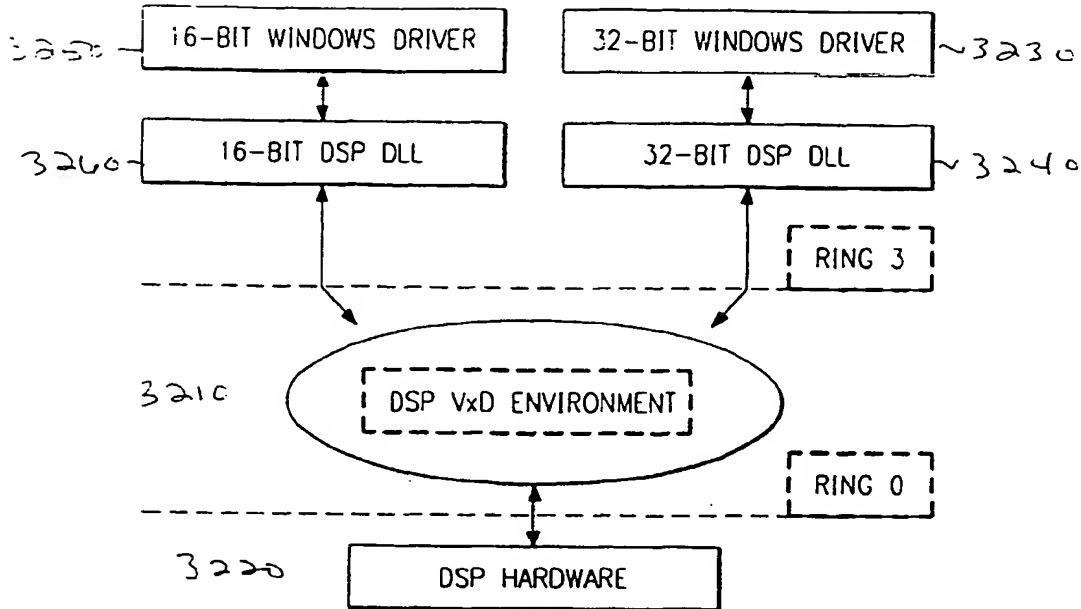 16-BIT WINDOWS DRIVER
32-BIT WINDOWS DRIVER
3230
3260
16-BIT DSP DLL
32-BIT DSP DLL
3240
RING 3
3210
DSP VxD ENVIRONMENT
RING 0
3220
DSP HARDWARE